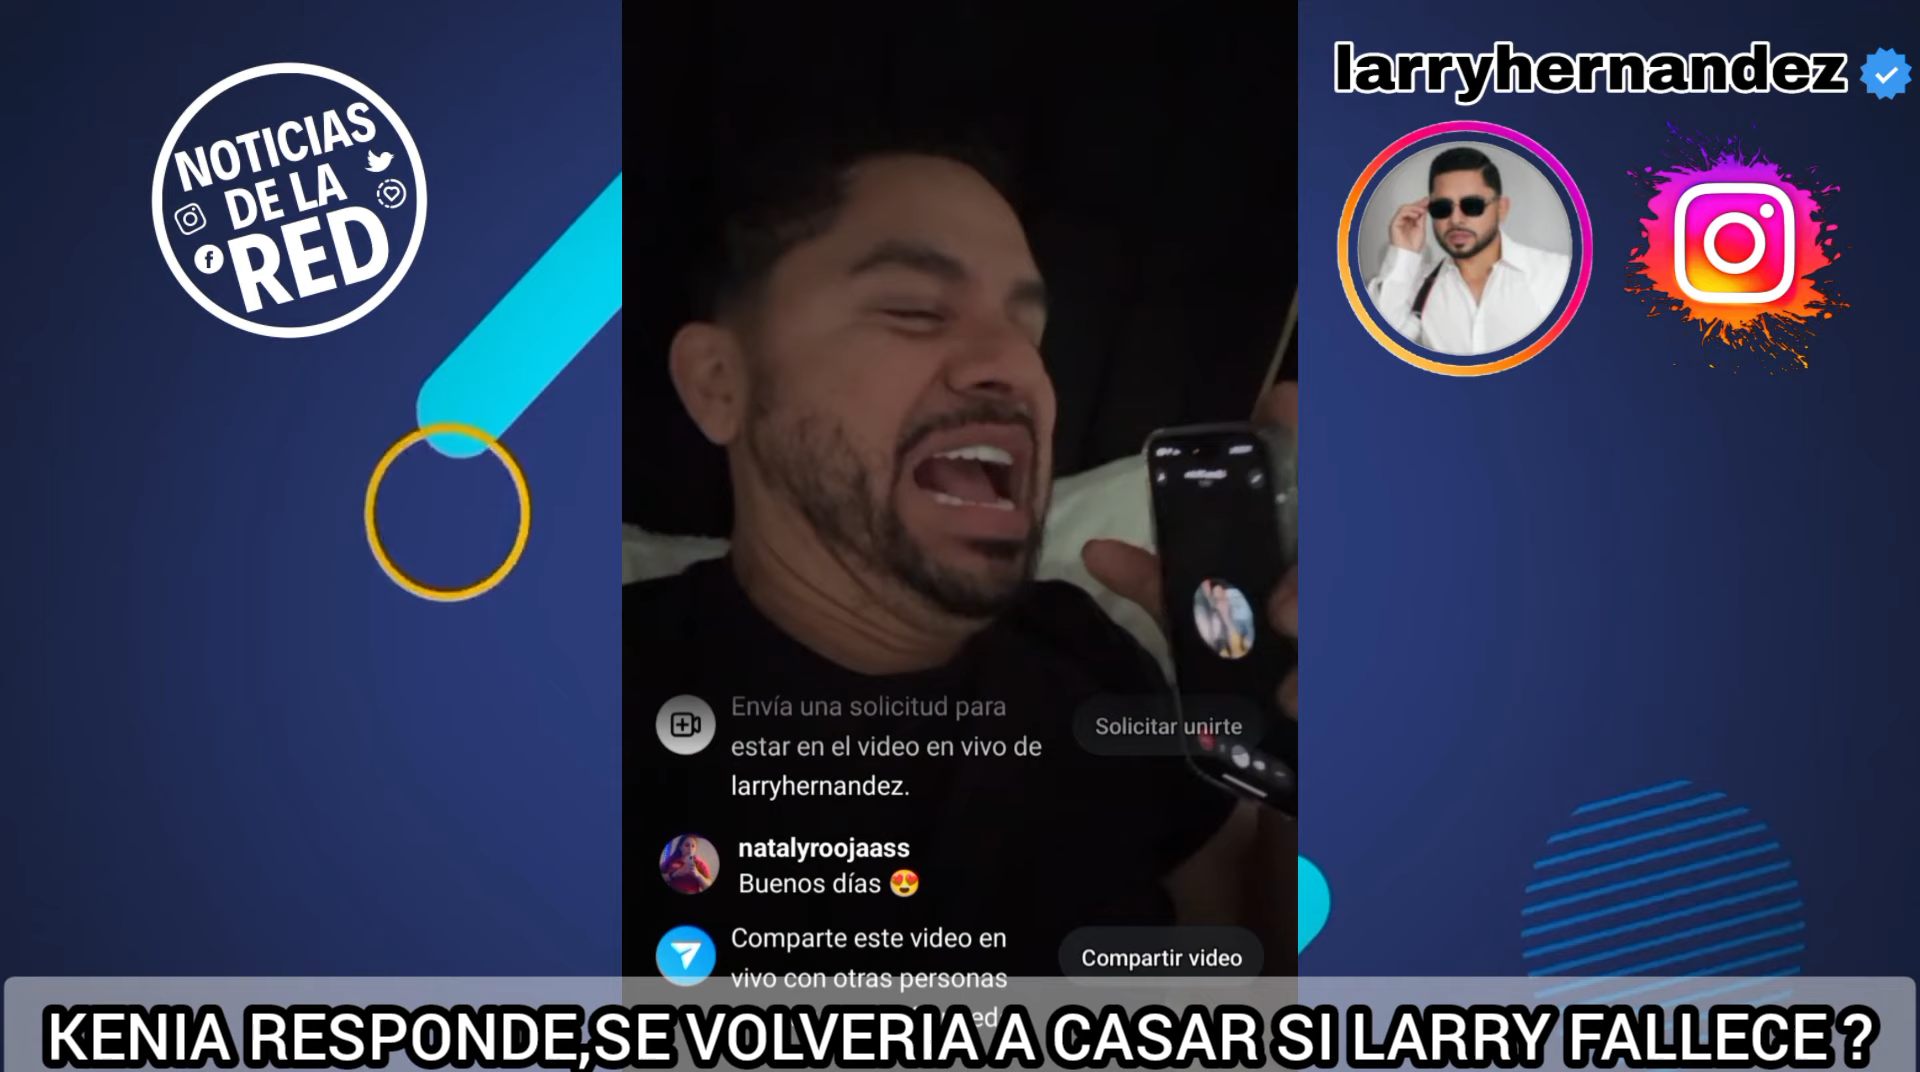 NOTICIAS
DE LA
RED
larryhernandez
Envía una solicitud para
estar en el video en vivo de
larryhernandez.
Solicitar unirte
natalyroojaass
Buenos días 😍
Comparte este video en
vivo con otras personas
Compartir video
KENIA RESPONDE,SE VOLVERIA A CASAR SI LARRY FALLECE ?